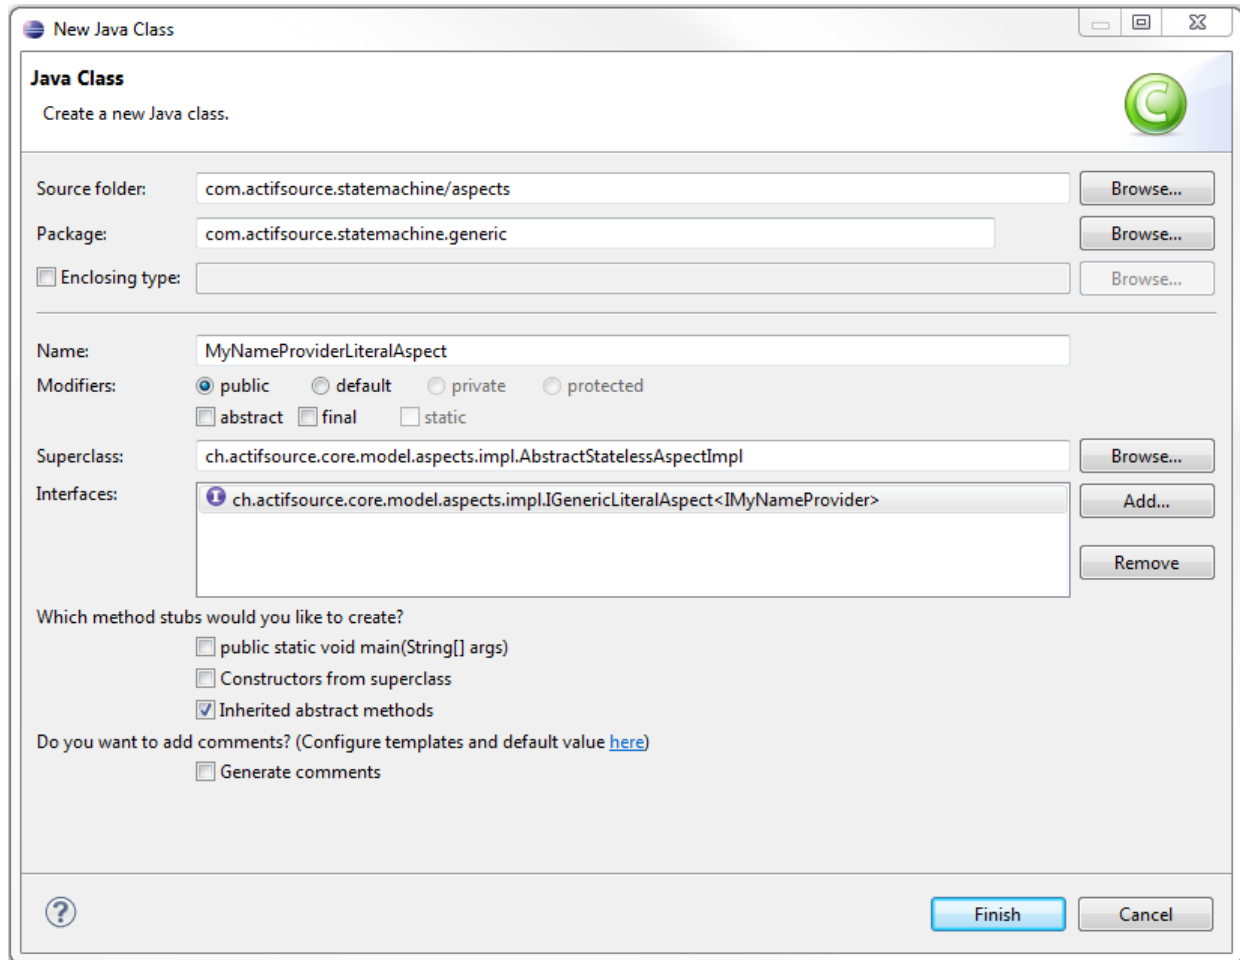 New Java Class
Java Class
Create a new Java class.
Source folder: com.actifsource.statemachine/aspects Browse...
Package: com.actifsource.statemachine.generic Browse...
Enclosing type: Browse...
Name: MyNameProviderLiteralAspect
Modifiers: public default private protected
abstract final static
Superclass: ch.actifsource.core.model.aspects.impl.AbstractStatelessAspectImpl Browse...
Interfaces: ch.actifsource.core.model.aspects.impl.IGenericLiteralAspect<IMyNameProvider> Add...
Remove
Which method stubs would you like to create?
public static void main(String[] args)
Constructors from superclass
Inherited abstract methods
Do you want to add comments? (Configure templates and default value here)
Generate comments
Finish Cancel